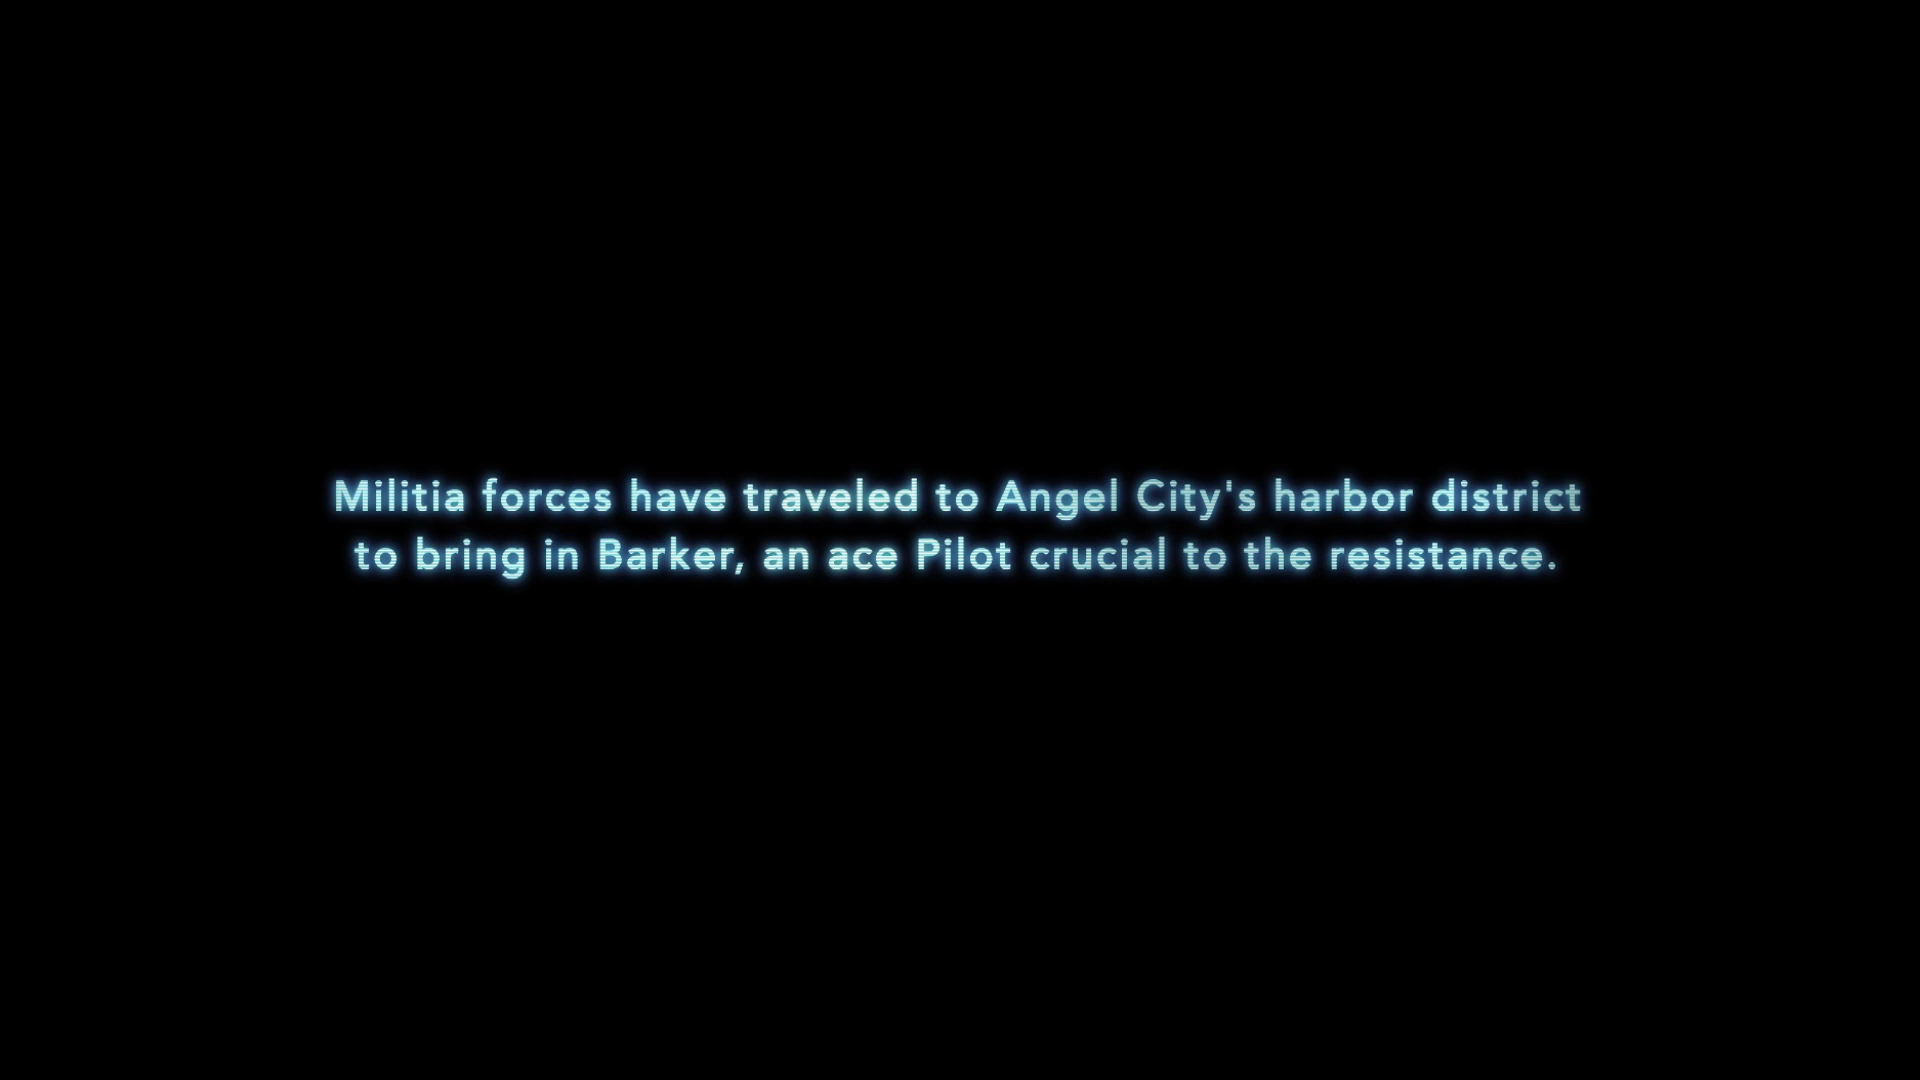 Militia forces have traveled to Angel City's harbor district
to bring in Barker, an ace Pilot crucial to the resistance.